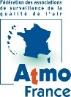 Fédération des associations
de surveillance de la
qualité de l'air
Atmo
France